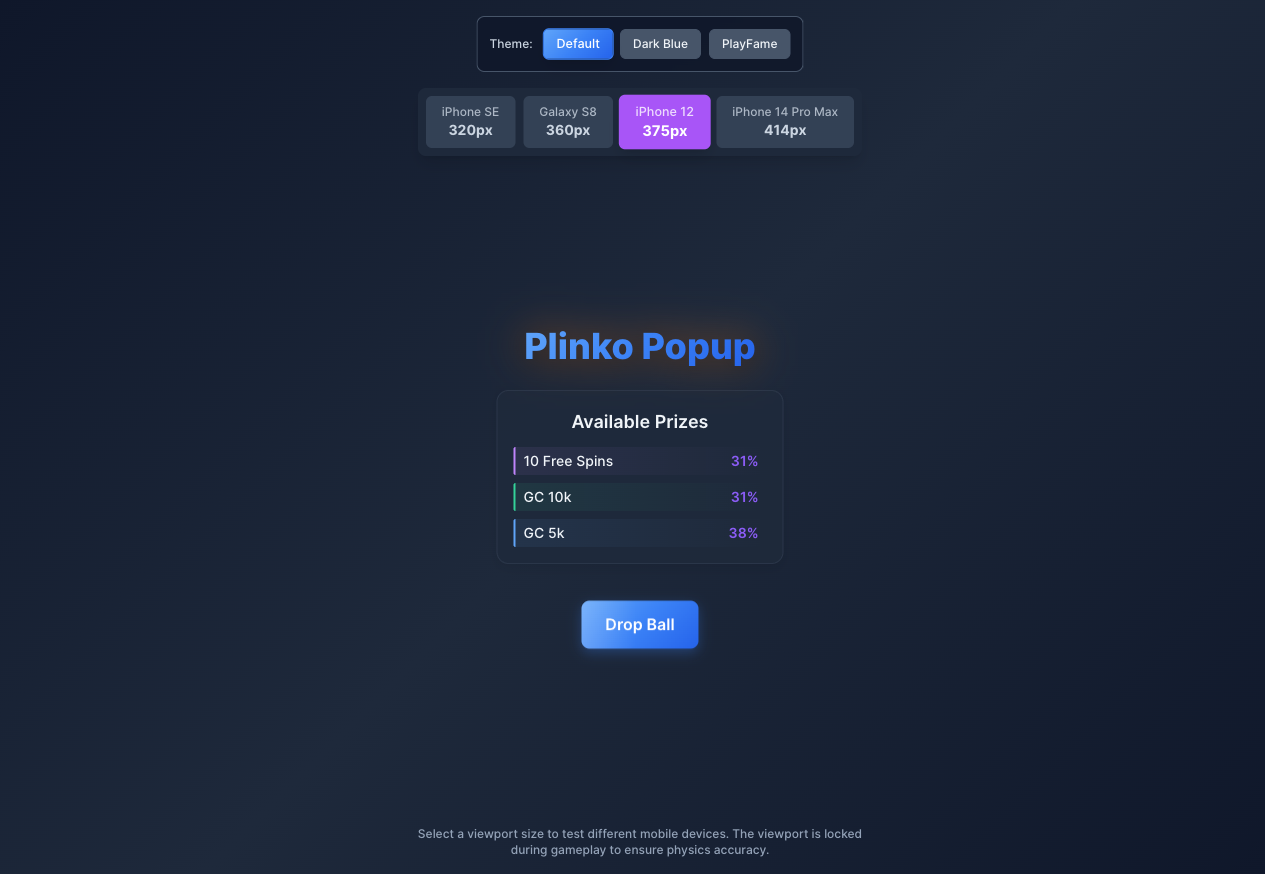 Theme: Default Dark Blue PlayFame
iPhone SE Galaxy S8 iPhone 12 iPhone 14 Pro Max
320px 360px 375px 414px
Plinko Popup
Available Prizes
10 Free Spins 31%
GC 10k 31%
GC 5k 38%
Drop Ball
Select a viewport size to test different mobile devices. The viewport is locked
during gameplay to ensure physics accuracy.